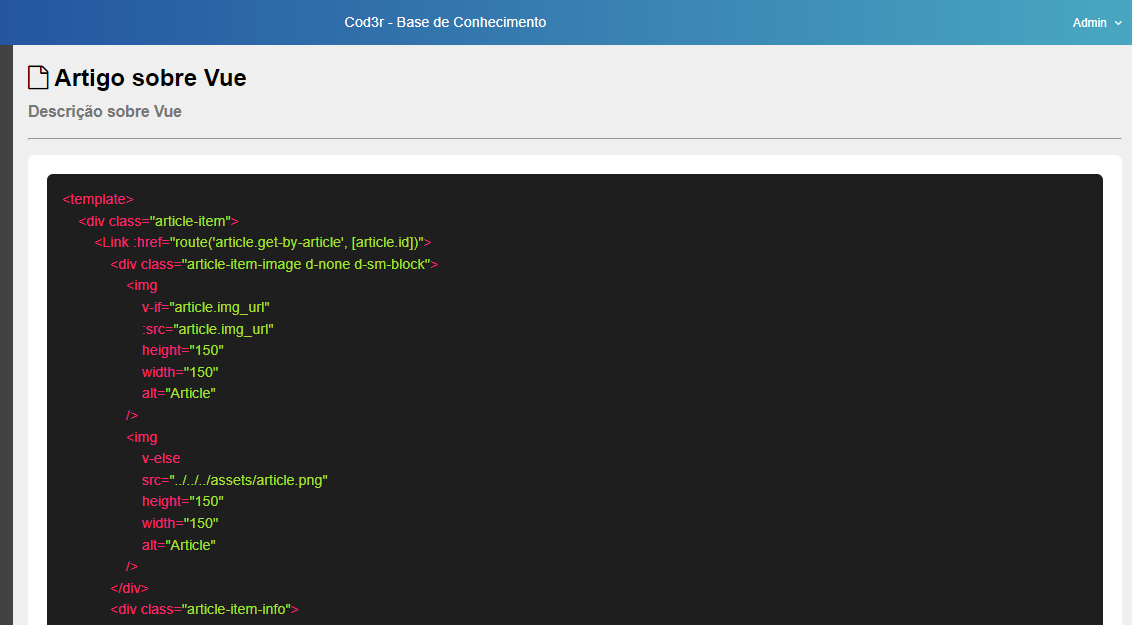 Cod3r - Base de Conhecimento
Admin
Artigo sobre Vue
Descrição sobre Vue
<template>
<div class="article-item">
<Link :href="route('article.get-by-article', [article.id])">
<div class="article-item-image d-none d-sm-block">
<img
v-if="article.img_url"
:src="article.img_url"
height="150"
width="150"
alt="Article"
/>
<img
v-else
src="../../../assets/article.png"
height="150"
width="150"
alt="Article"
/>
</div>
<div class="article-item-info">